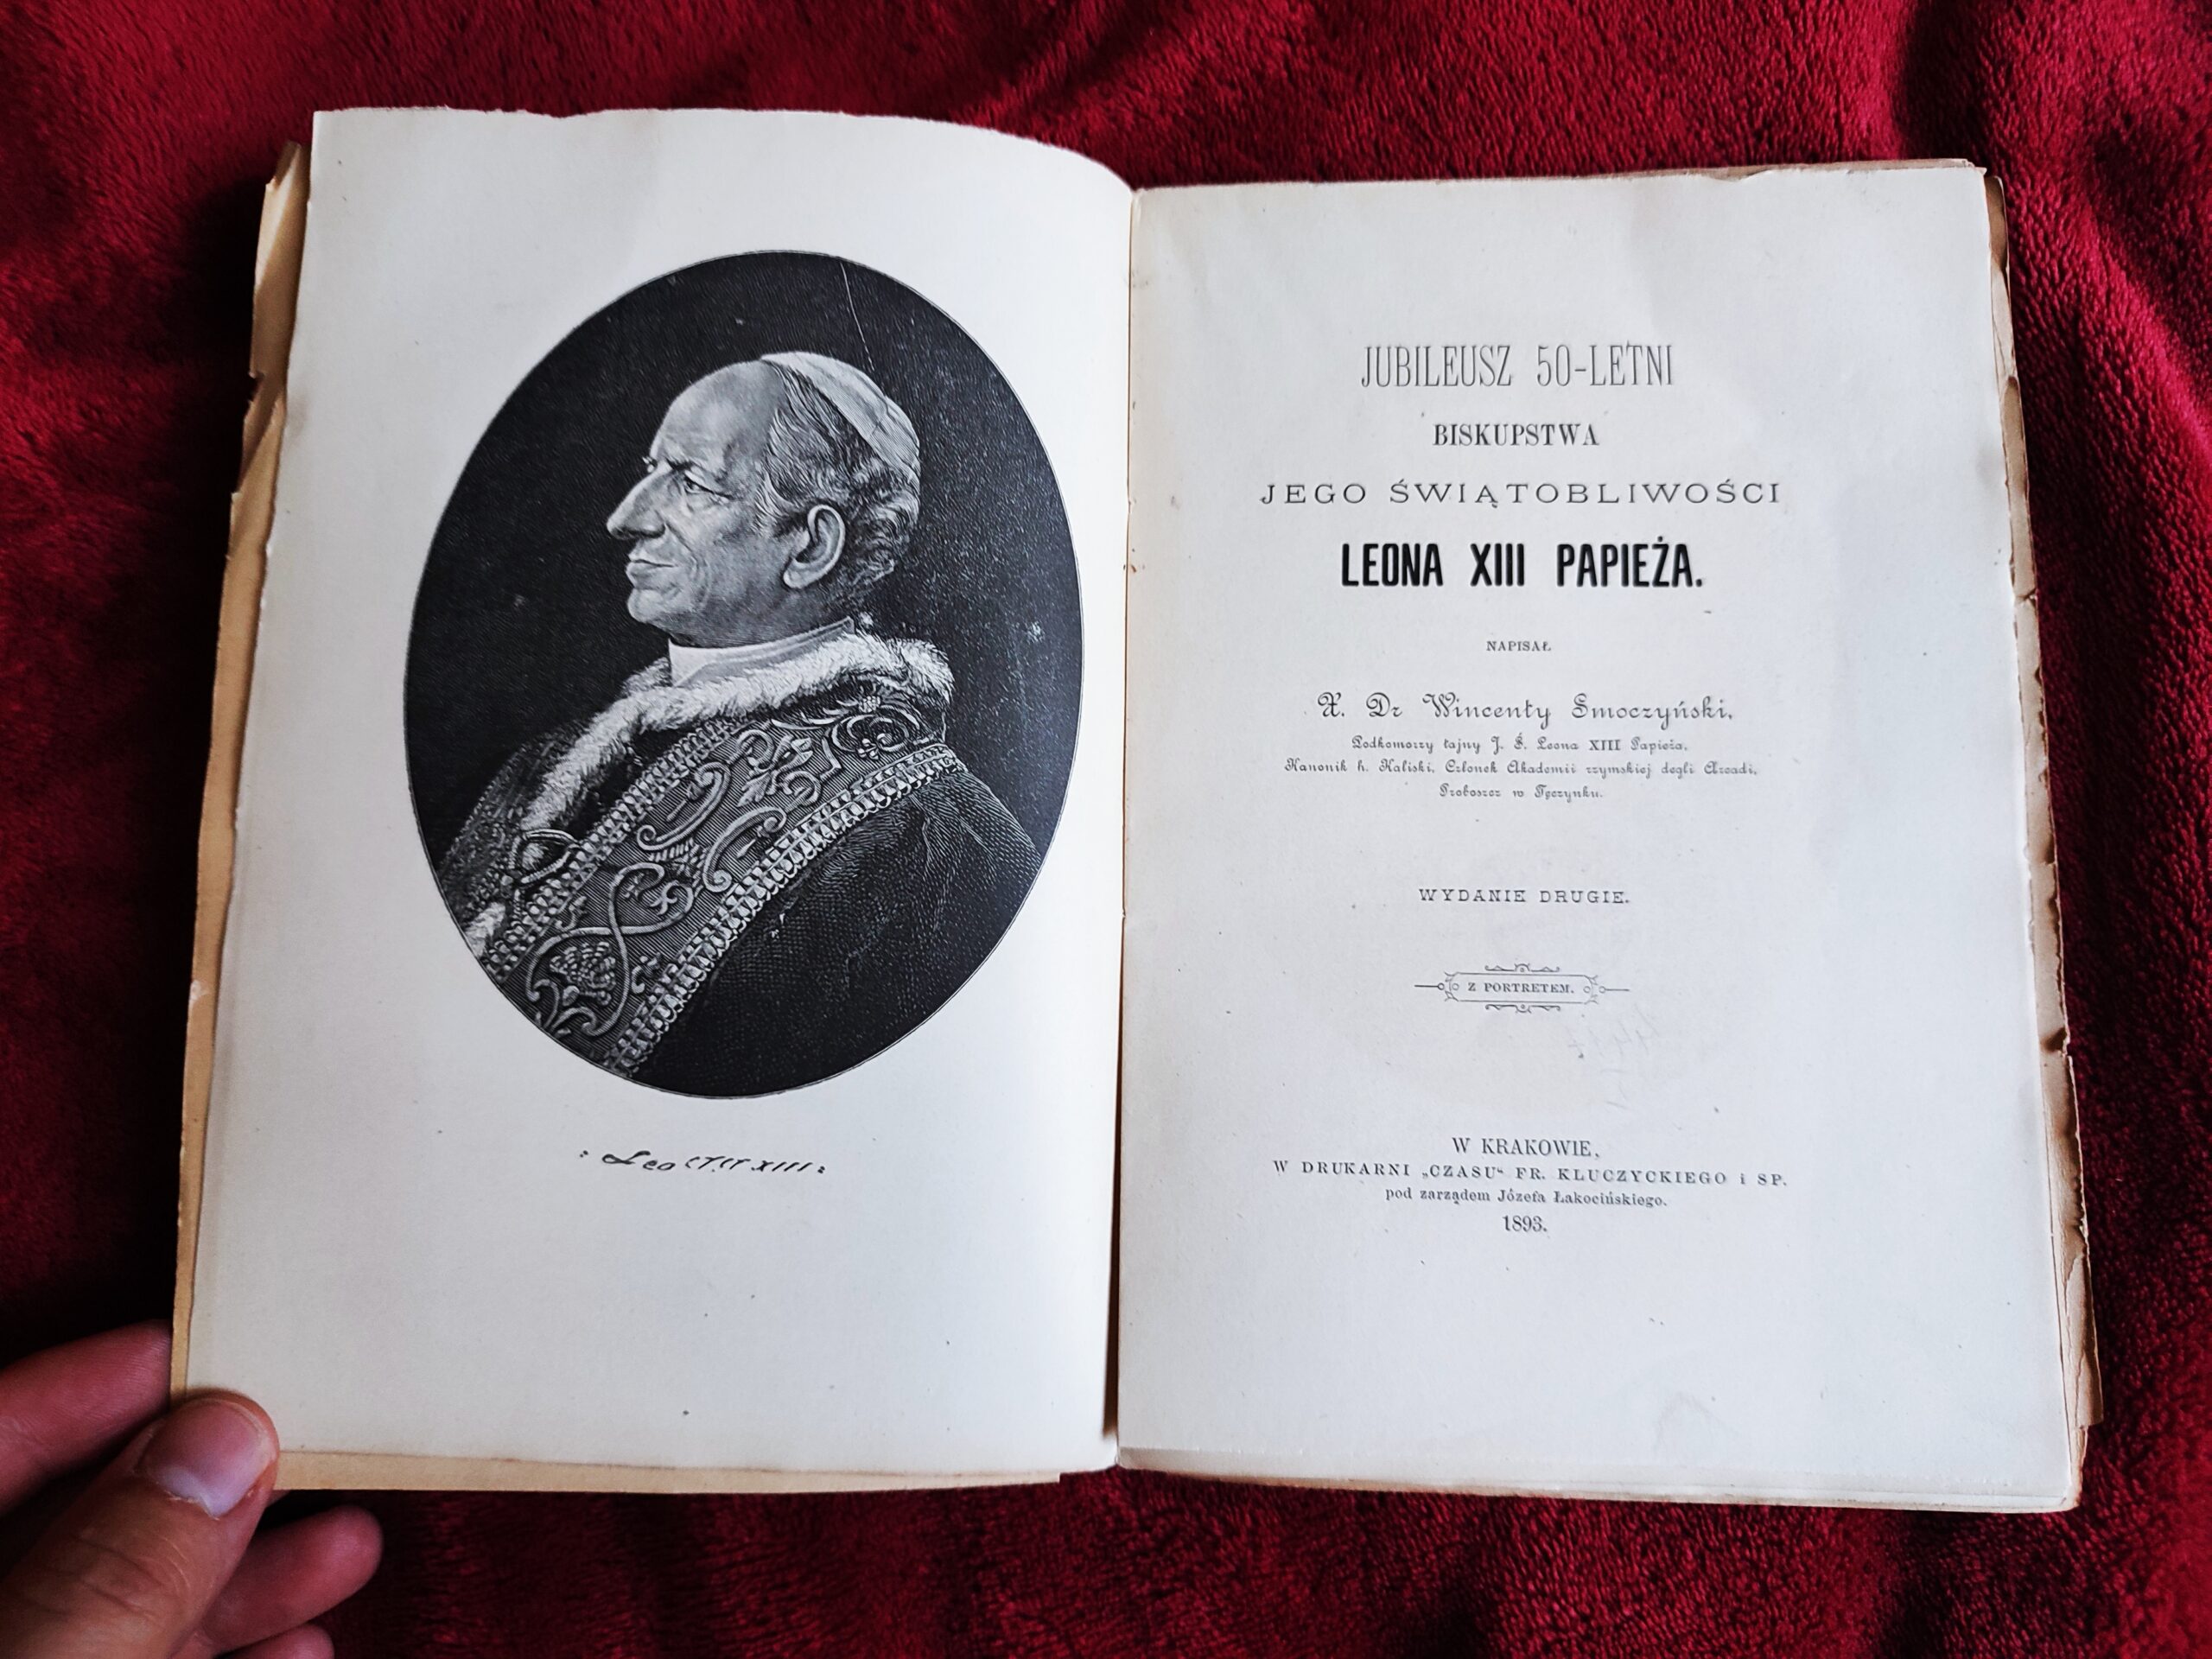 Leo PP. XIII
JUBILEUSZ 50-LETNI
BISKUPSTWA
JEGO ŚWIĄTOBLIWOŚCI
LEONA XIII PAPIEŻA.
NAPISAŁ
X. Dr Wincenty Smoczyński,
Podkomorzy tajny J. Ś. Leona XIII Papieża,
Kanonik h. Kaliski, Członek Akademii rzymskiej degli Arcadi,
Proboszcz w Tęczynku.
WYDANIE DRUGIE.
Z PORTRETEM.
W KRAKOWIE,
W DRUKARNI „CZASU“ FR. KLUCZYCKIEGO i SP.
pod zarządem Józefa Łakocińskiego.
1893.